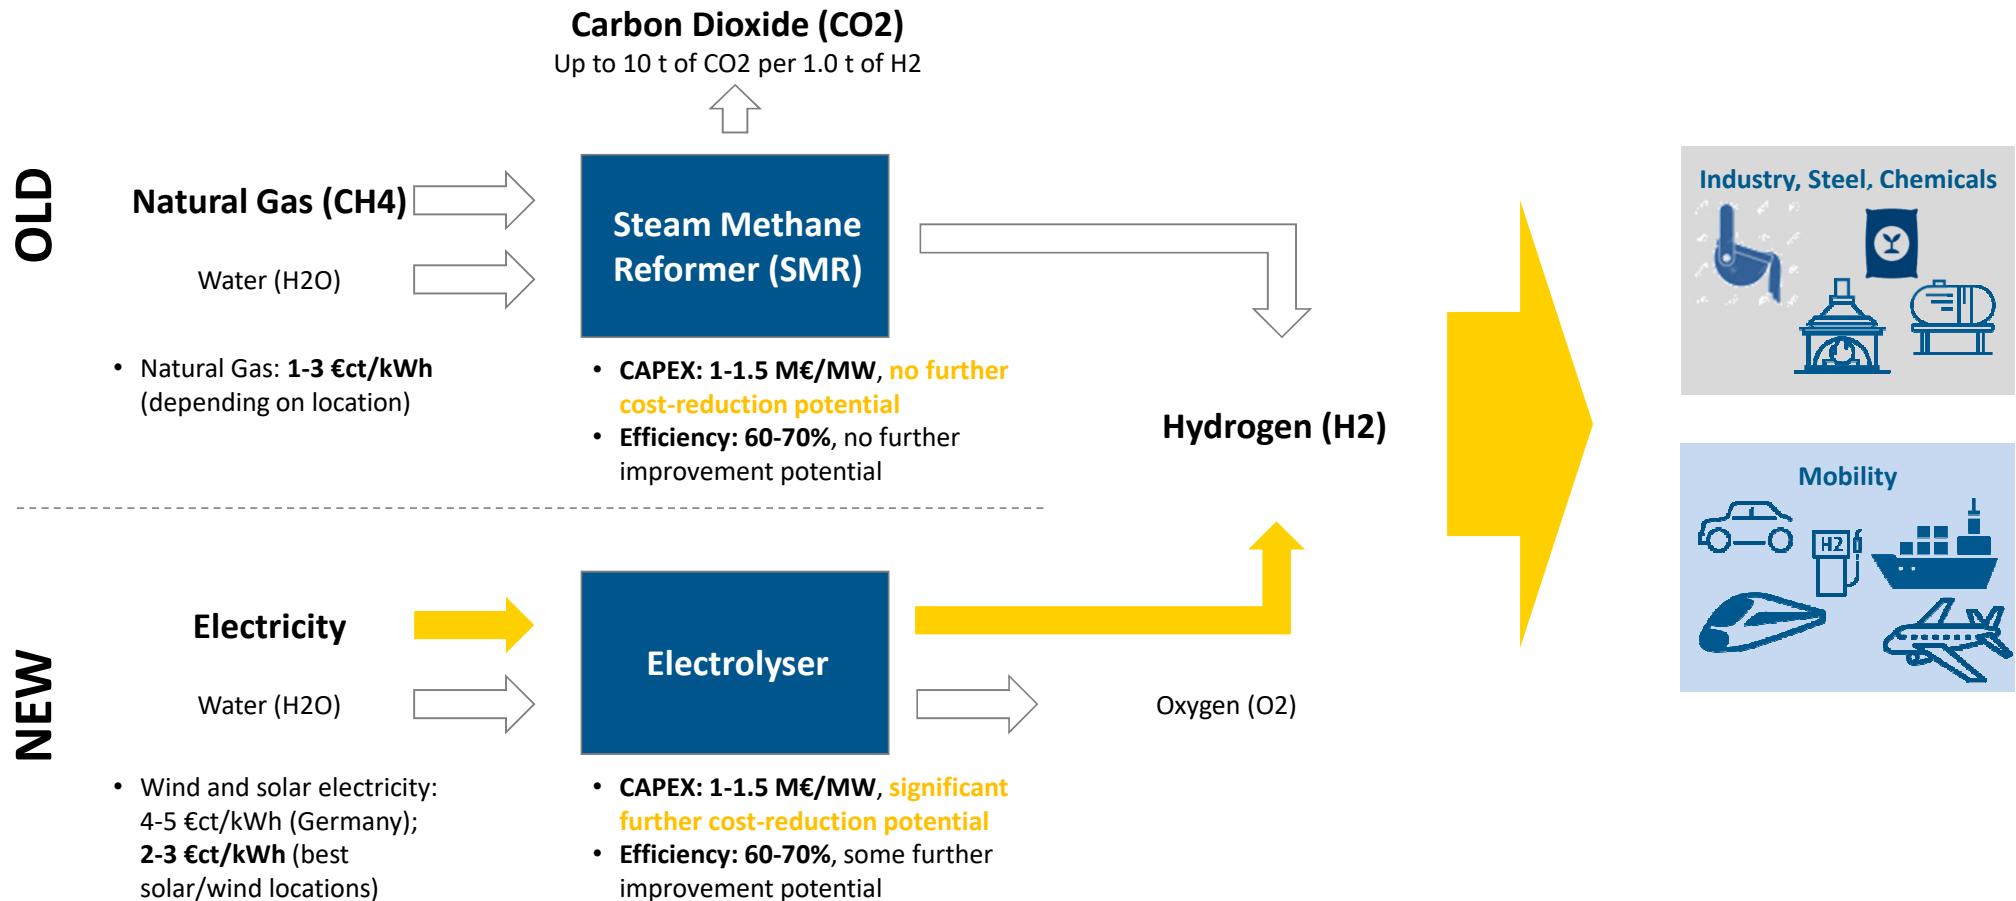 Carbon Dioxide (CO2)
Up to 10 t of CO2 per 1.0 t of H2
OLD
Natural Gas (CH4)
Water (H2O)
Steam Methane
Reformer (SMR)
• Natural Gas: 1-3 €ct/kWh
(depending on location)
• CAPEX: 1-1.5 M€/MW, no further
cost-reduction potential
• Efficiency: 60-70%, no further
improvement potential
Hydrogen (H2)
Industry, Steel, Chemicals
Mobility
H2
NEW
Electricity
Water (H2O)
Electrolyser
Oxygen (O2)
• Wind and solar electricity:
4-5 €ct/kWh (Germany);
2-3 €ct/kWh (best
solar/wind locations)
• CAPEX: 1-1.5 M€/MW, significant
further cost-reduction potential
• Efficiency: 60-70%, some further
improvement potential